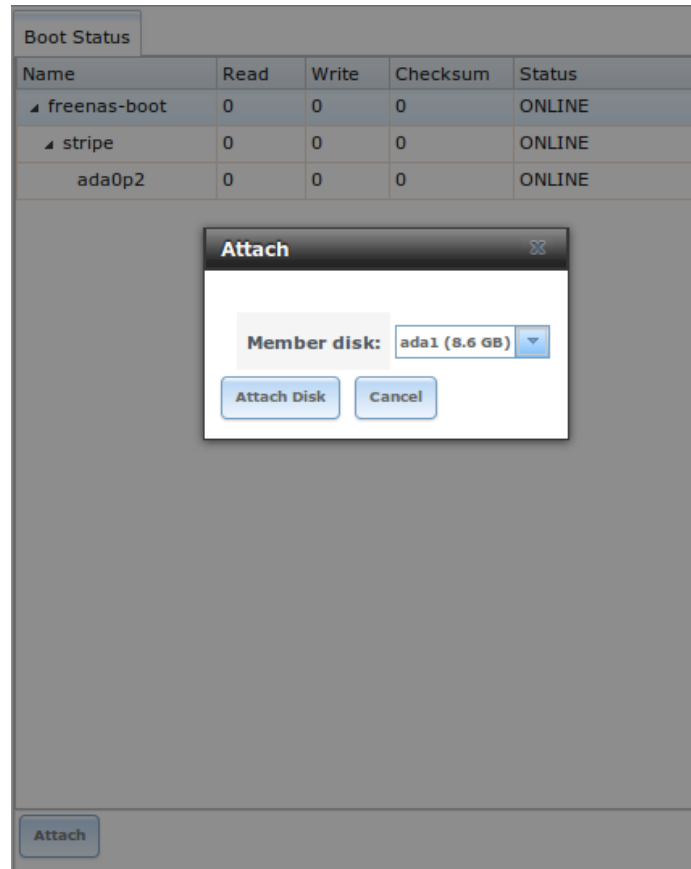 Boot Status
Name Read Write Checksum Status
freenas-boot 0 0 0 ONLINE
stripe 0 0 0 ONLINE
ada0p2 0 0 0 ONLINE
Attach
Member disk: ada1 (8.6 GB)
Attach Disk Cancel
Attach